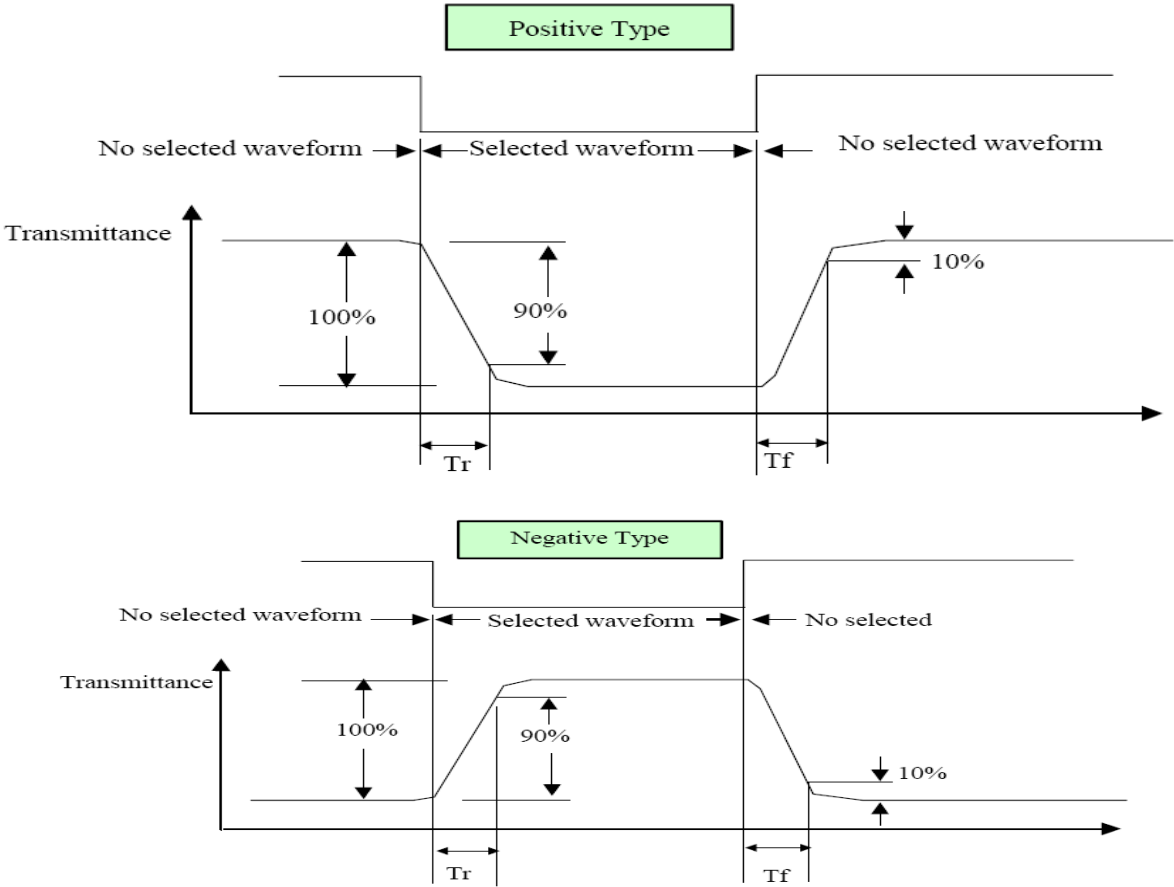 Positive Type
No selected waveform
Selected waveform
No selected waveform
Transmittance
100%
90%
10%
Tr
Tf
Negative Type
No selected waveform
Selected waveform
No selected
Transmittance
100%
90%
10%
Tr
Tf